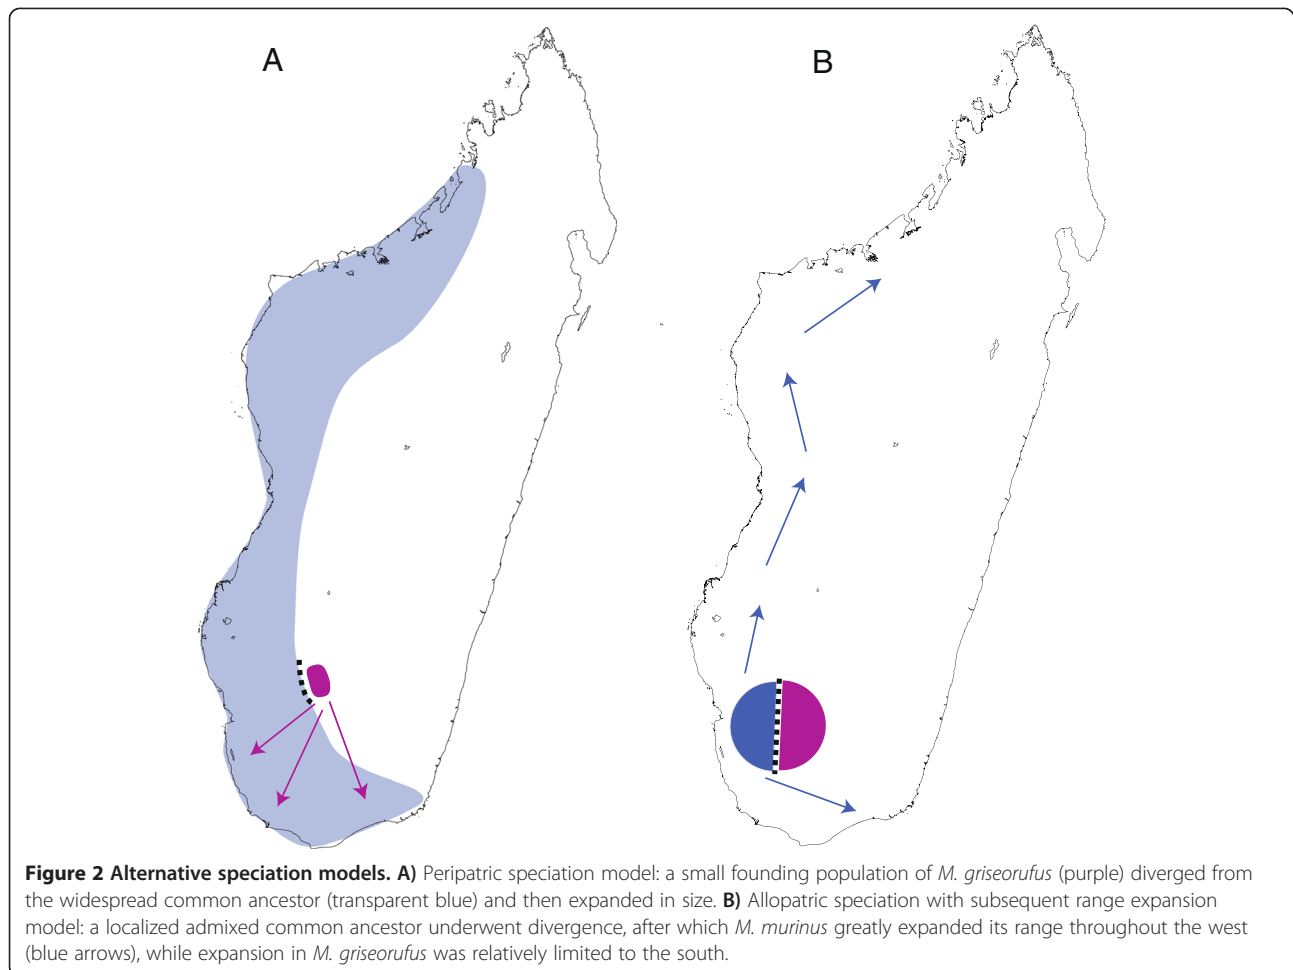 A
B
Figure 2 Alternative speciation models. A) Peripatric speciation model: a small founding population of M. griseorufus (purple) diverged from
the widespread common ancestor (transparent blue) and then expanded in size. B) Allopatric speciation with subsequent range expansion
model: a localized admixed common ancestor underwent divergence, after which M. murinus greatly expanded its range throughout the west
(blue arrows), while expansion in M. griseorufus was relatively limited to the south.